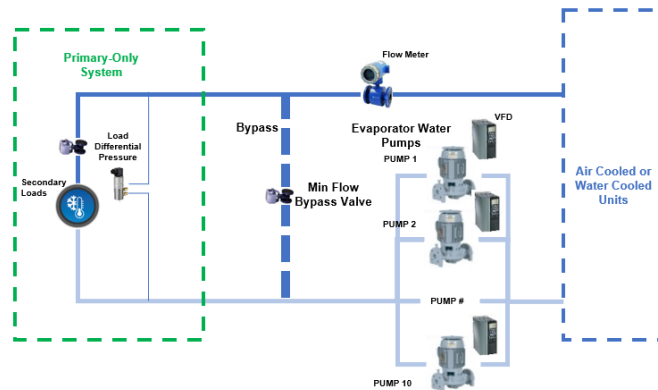 Primary-Only
System
Flow Meter
Load
Differential
Pressure
Secondary
Loads
Bypass
Min Flow
Bypass Valve
Evaporator Water
Pumps
VFD
PUMP 1
PUMP 2
PUMP #
PUMP 10
Air Cooled or
Water Cooled
Units